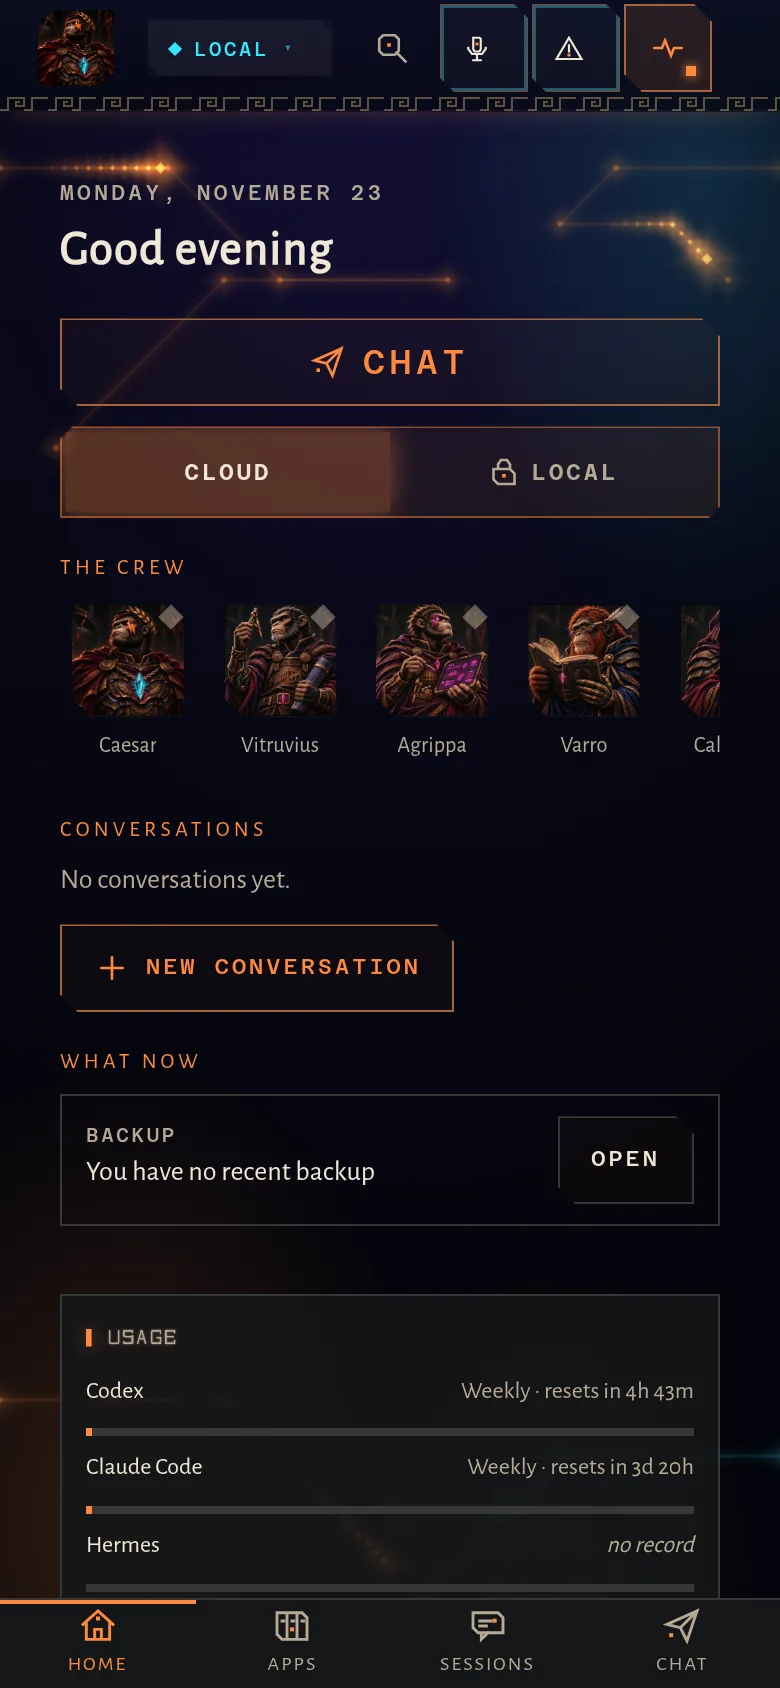 LOCAL
MONDAY, NOVEMBER 23
Good evening
CHAT
CLOUD
LOCAL
THE CREW
Caesar
Vitruvius
Agrippa
Varro
Cal
CONVERSATIONS
No conversations yet.
NEW CONVERSATION
WHAT NOW
BACKUP
You have no recent backup
OPEN
USAGE
Codex
Weekly · resets in 4h 43m
Claude Code
Weekly · resets in 3d 20h
Hermes
no record
HOME
APPS
SESSIONS
CHAT